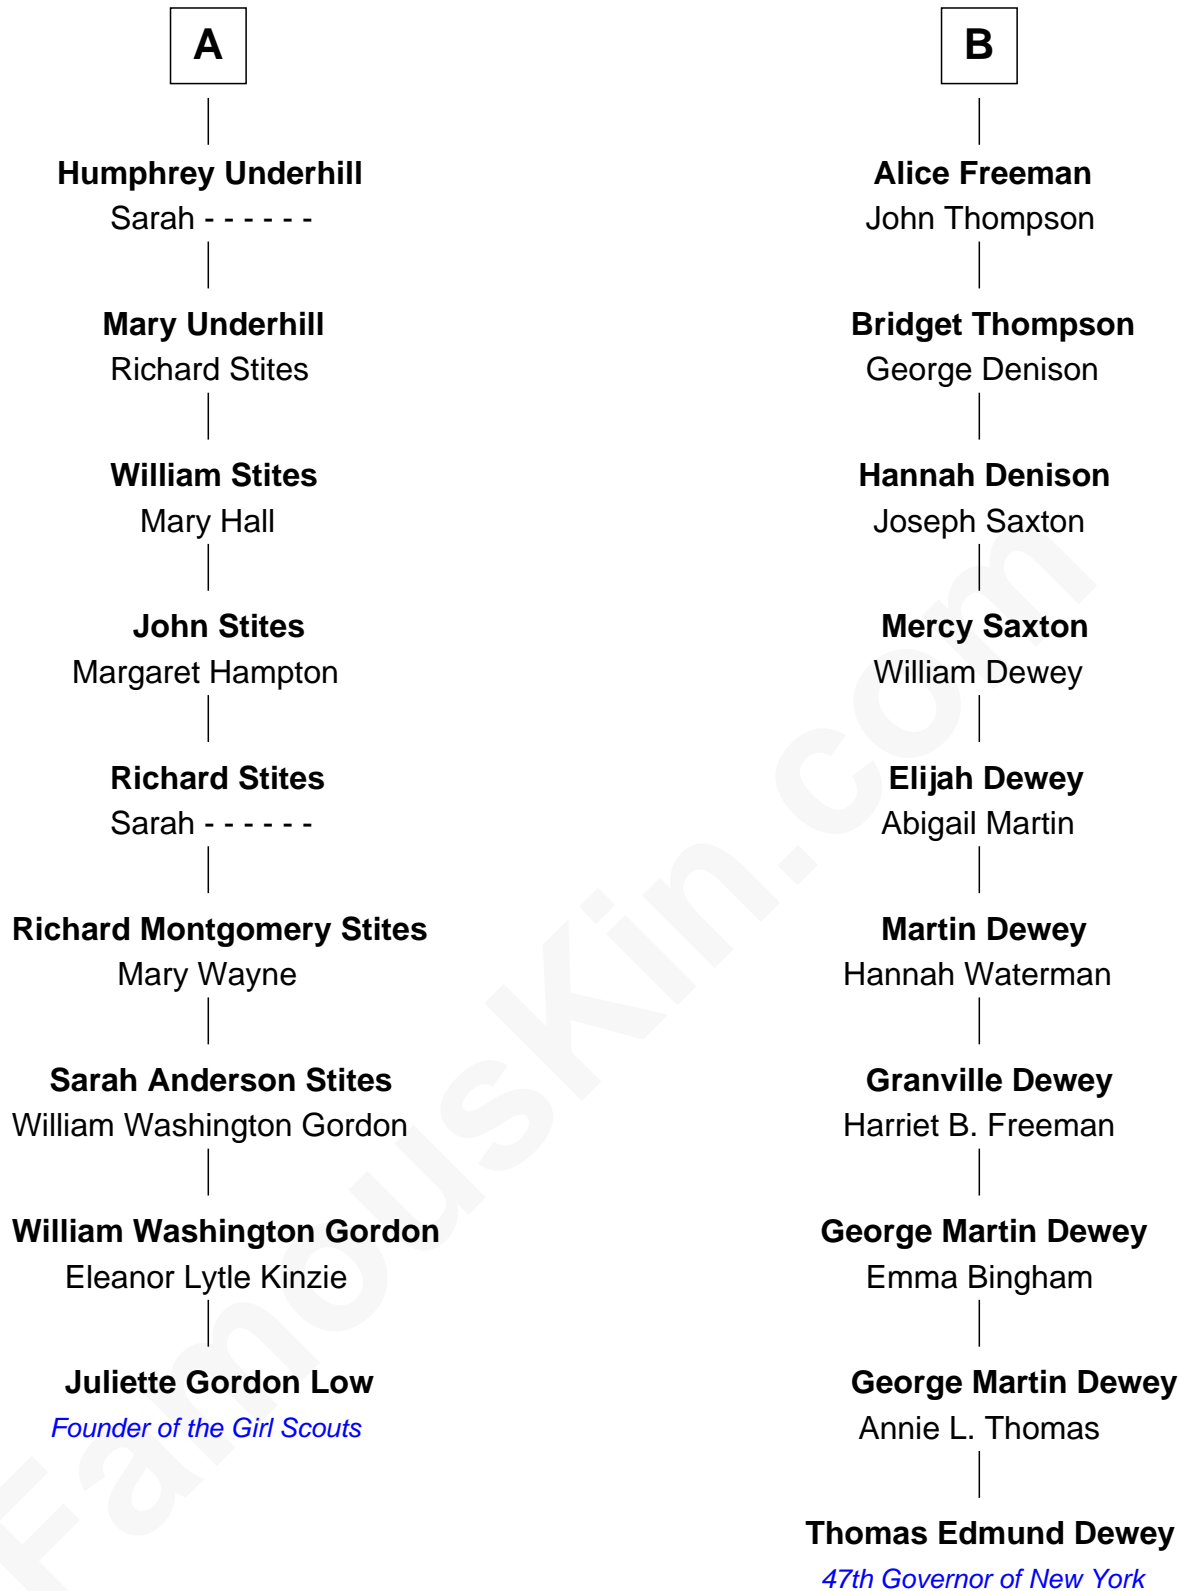 A
Humphrey Underhill
Sarah - - - - - -
Mary Underhill
Richard Stites
William Stites
Mary Hall
John Stites
Margaret Hampton
Richard Stites
Sarah - - - - - -
Richard Montgomery Stites
Mary Wayne
Sarah Anderson Stites
William Washington Gordon
William Washington Gordon
Eleanor Lytle Kinzie
Juliette Gordon Low
Founder of the Girl Scouts
B
Alice Freeman
John Thompson
Bridget Thompson
George Denison
Hannah Denison
Joseph Saxton
Mercy Saxton
William Dewey
Elijah Dewey
Abigail Martin
Martin Dewey
Hannah Waterman
Granville Dewey
Harriet B. Freeman
George Martin Dewey
Emma Bingham
George Martin Dewey
Annie L. Thomas
Thomas Edmund Dewey
47th Governor of New York
FamousKin.com